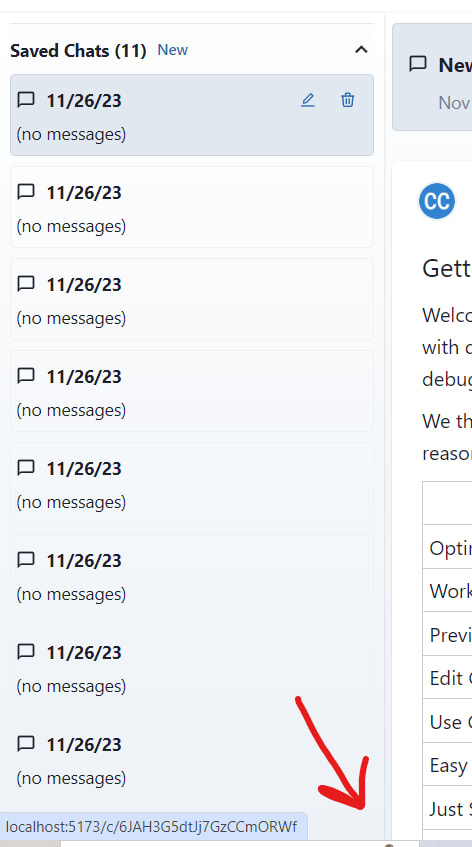 Saved Chats (11) New
11/26/23
(no messages)
11/26/23
(no messages)
11/26/23
(no messages)
11/26/23
(no messages)
11/26/23
(no messages)
11/26/23
(no messages)
11/26/23
(no messages)
11/26/23
(no messages)
localhost:5173/c/6JAH3G5dtJj7GzCCmORWf
New
Nov
CC
Gett
Welco
with
debug
We th
reaso
Optin
Work
Previ
Edit
Use
Easy
Just